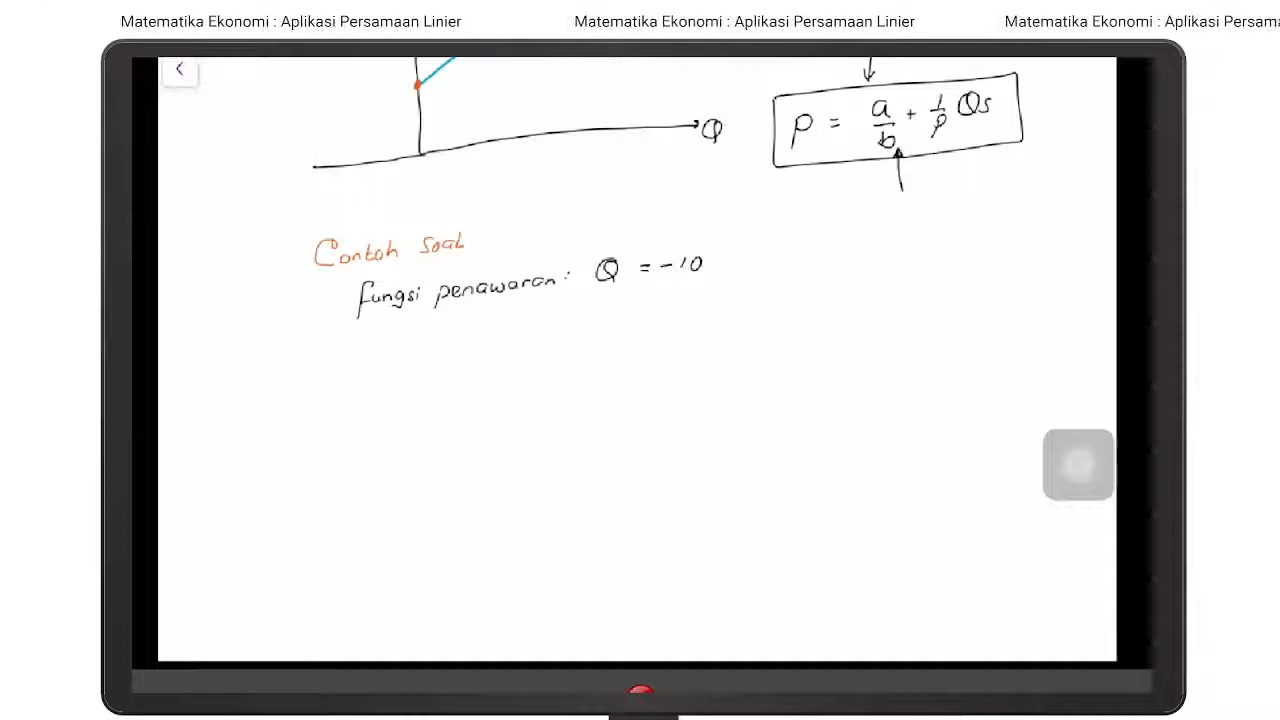 Matematika Ekonomi : Aplikasi Persamaan Linier Matematika Ekonomi : Aplikasi Persamaan Linier Matematika Ekonomi : Aplikasi Persama
P = a/b + 1/p Qs
Q
Contoh soal
fungsi penawaran : Q = -10